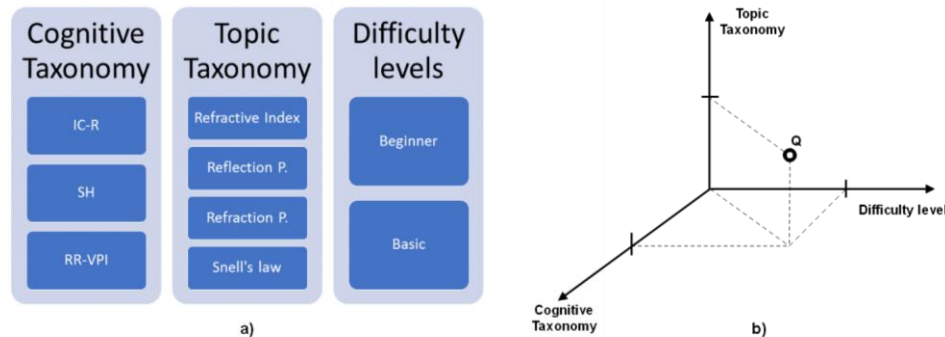 Cognitive
Taxonomy
IC-R
SH
RR-VPI
Topic
Taxonomy
Refractive Index
Reflection P.
Refraction P.
Snell's law
Difficulty
levels
Beginner
Basic
a)
Topic
Taxonomy
Q
Difficulty level
Cognitive
Taxonomy
b)